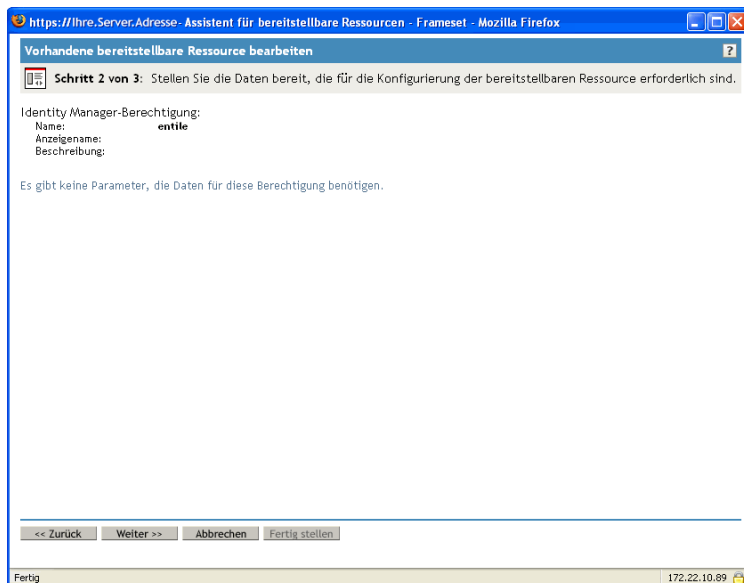 https://Ihre.Server.Adresse - Assistent für bereitstellbare Ressourcen - Frameset - Mozilla Firefox
Vorhandene bereitstellbare Ressource bearbeiten ?
Schritt 2 von 3: Stellen Sie die Daten bereit, die für die Konfigurierung der bereitstellbaren Ressource erforderlich sind.
Identity Manager-Berechtigung:
Name: entile
Anzeigename:
Beschreibung:
Es gibt keine Parameter, die Daten für diese Berechtigung benötigen.
<< Zurück Weiter >> Abbrechen Fertig stellen
Fertig 172.22.10.89